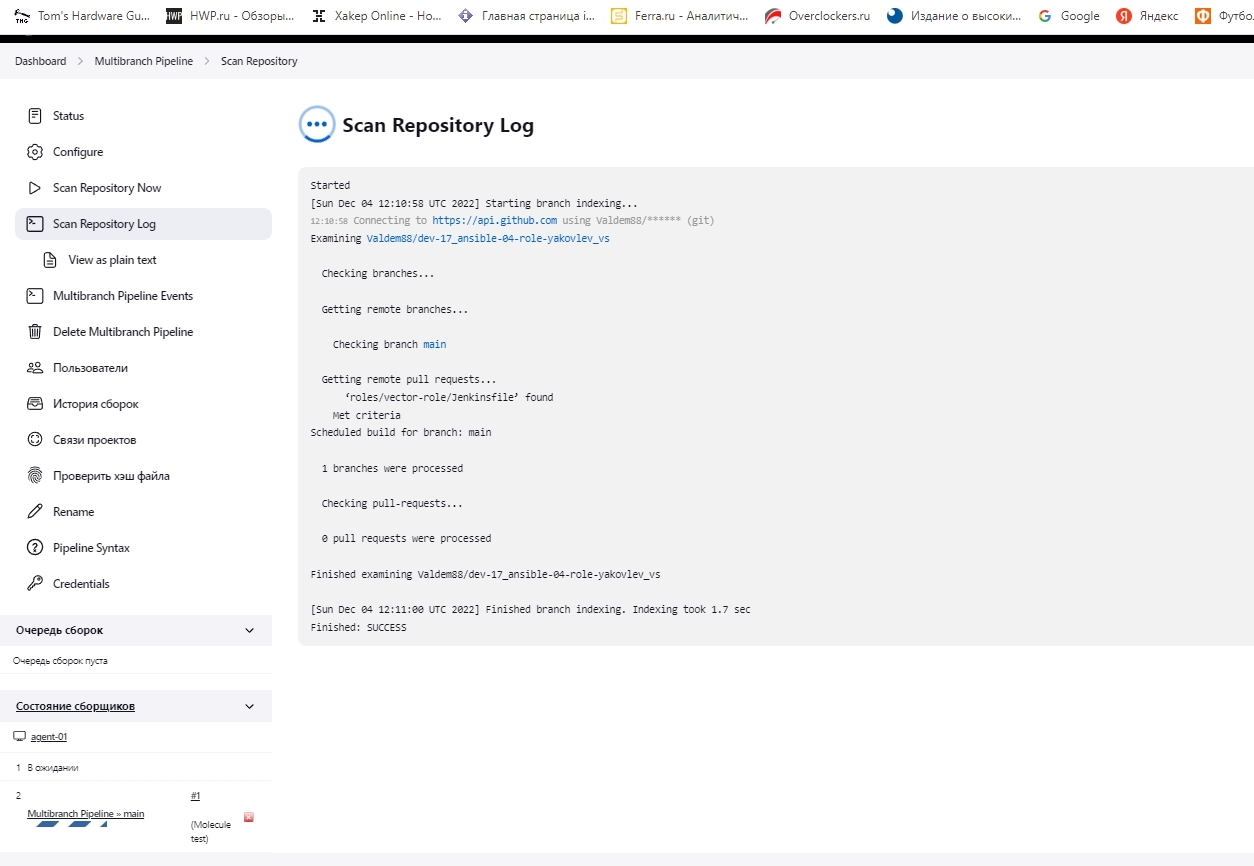 Tom's Hardware Gu... HWP.ru - Обзоры... Xakep Online - Но... Главная страница i... Ferra.ru - Аналитич... Overclockers.ru Издание о высоки... Google Яндекс Футбо
Dashboard > Multibranch Pipeline > Scan Repository
Status
Configure
Scan Repository Now
Scan Repository Log
View as plain text
Multibranch Pipeline Events
Delete Multibranch Pipeline
Пользователи
История сборок
Связи проектов
Проверить хэш файла
Rename
Pipeline Syntax
Credentials
Очередь сборок
Очередь сборок пуста
Состояние сборщиков
agent-01
1 В ожидании
2
Multibranch Pipeline » main
#1
(Molecule
test)
Scan Repository Log
Started
[Sun Dec 04 12:10:58 UTC 2022] Starting branch indexing...
12:10:58 Connecting to https://api.github.com using Valdem88/****** (git)
Examining Valdem88/dev-17_ansible-04-role-yakovlev_vs
Checking branches...
Getting remote branches...
Checking branch main
Getting remote pull requests...
‘roles/vector-role/Jenkinsfile’ found
Met criteria
Scheduled build for branch: main
1 branches were processed
Checking pull-requests...
0 pull requests were processed
Finished examining Valdem88/dev-17_ansible-04-role-yakovlev_vs
[Sun Dec 04 12:11:00 UTC 2022] Finished branch indexing. Indexing took 1.7 sec
Finished: SUCCESS